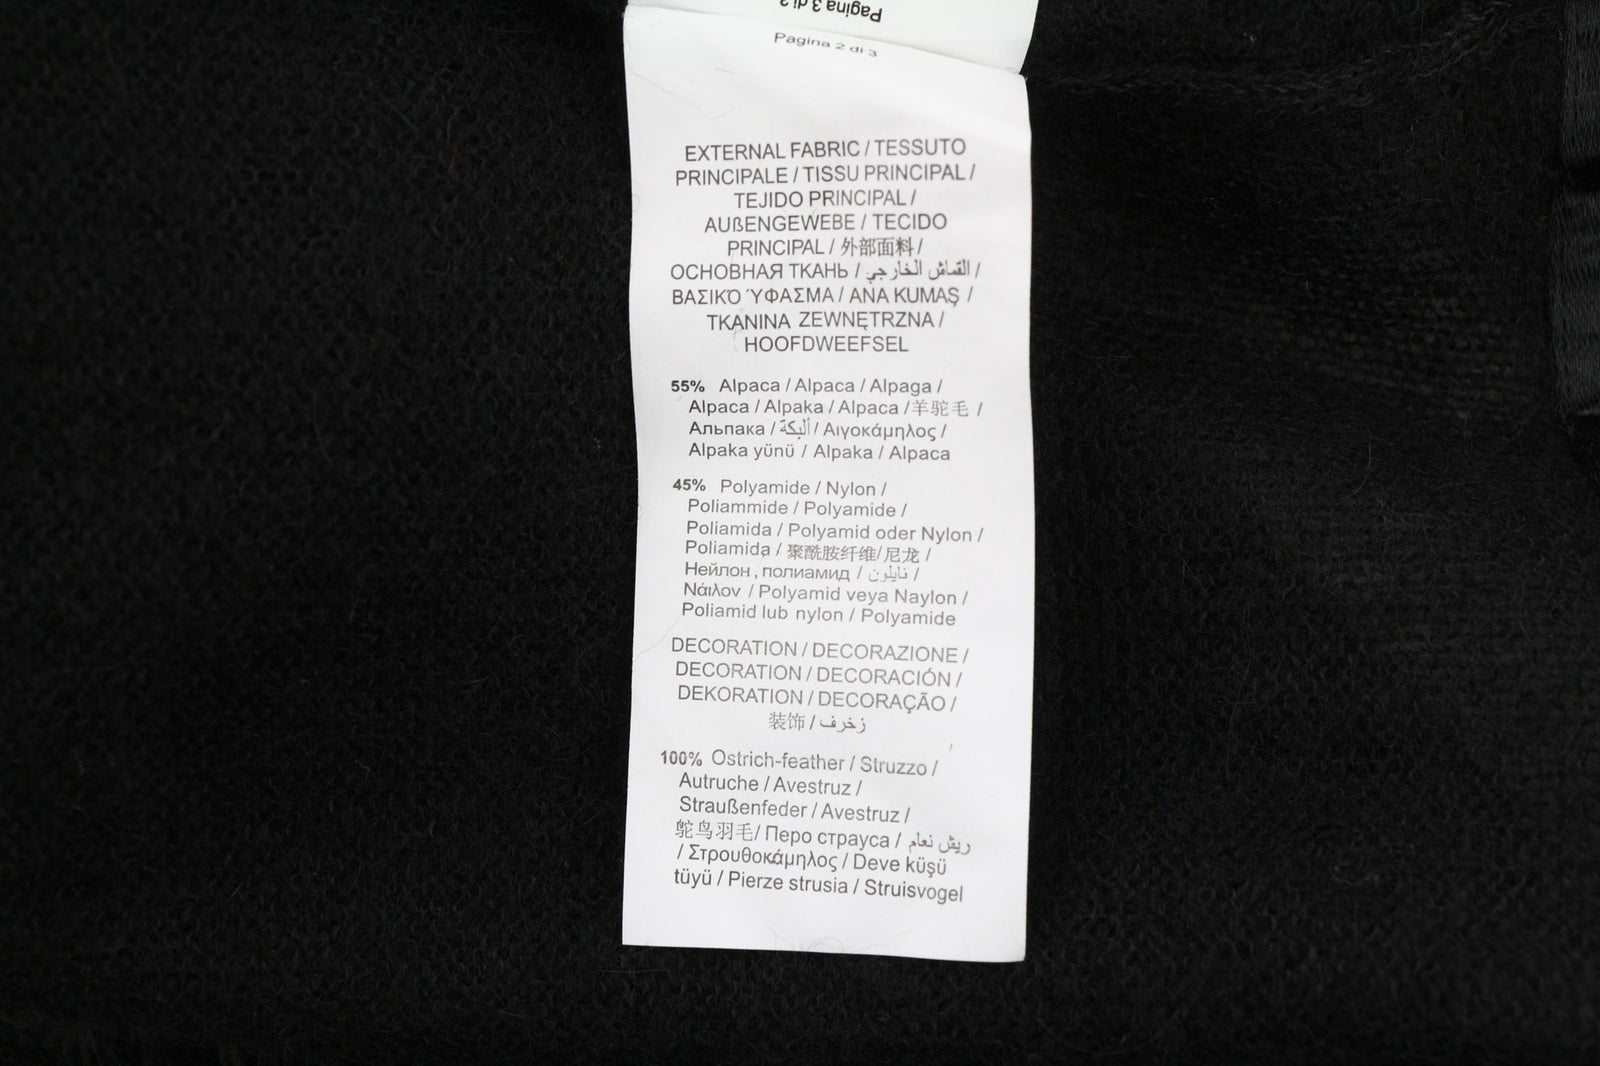 Pagina 3 di 3
Pagina 2 di 3
EXTERNAL FABRIC / TESSUTO
PRINCIPALE / TISSU PRINCIPAL /
TEJIDO PRINCIPAL /
AUßENGEWEBE / TECIDO
PRINCIPAL / 外部面料 /
ОСНОВНАЯ ТКАНЬ / القماش الخارجي /
ΒΑΣΙΚΌ ΎΦΑΣΜΑ / ANA KUMAŞ /
TKANINA ZEWNĘTRZNA /
HOOFDWEEFSEL
55% Alpaca / Alpaca / Alpaga /
Alpaca / Alpaka / Alpaca /羊驼毛 /
Альпака / ألبكة / Αιγοκάμηλος /
Alpaka yünü / Alpaka / Alpaca
45% Polyamide / Nylon /
Poliammide / Polyamide /
Poliamida / Polyamid oder Nylon /
Poliamida / 聚酰胺纤维/尼龙 /
Нейлон , полиамид / نايلون /
Νάιλον / Polyamid veya Naylon /
Poliamid lub nylon / Polyamide
DECORATION / DECORAZIONE /
DECORATION / DECORACIÓN /
DEKORATION / DECORAÇÃO /
装饰 / زخرف
100% Ostrich-feather / Struzzo /
Autruche / Avestruz /
Straußenfeder / Avestruz /
鸵鸟羽毛/ Перо страуса / ريش نعام
/ Στρουθοκάμηλος / Deve küşü
tüyü / Pierze strusia / Struisvogel